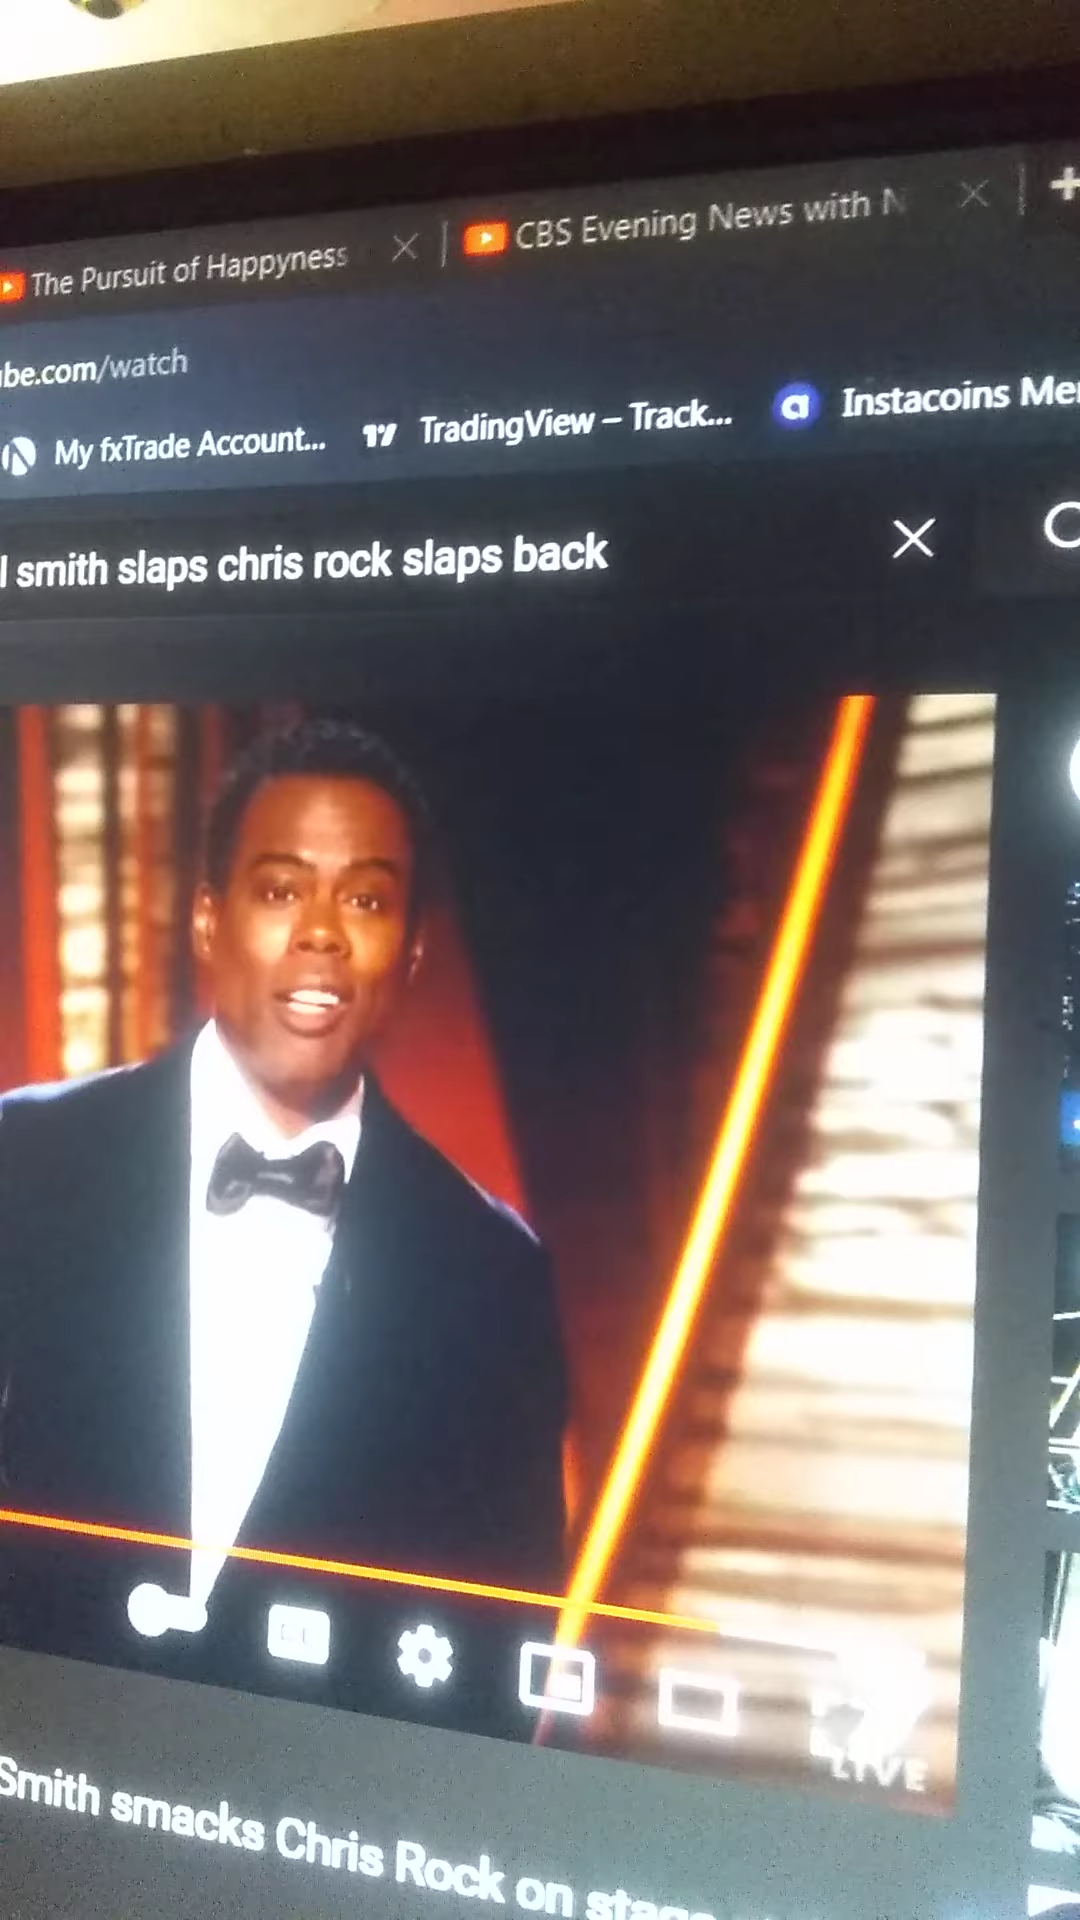 The Pursuit of Happyness
CBS Evening News with N
be.com/watch
My fxTrade Account...
TradingView – Track...
Instacoins Me
l smith slaps chris rock slaps back
LIVE
Smith smacks Chris Rock on stage